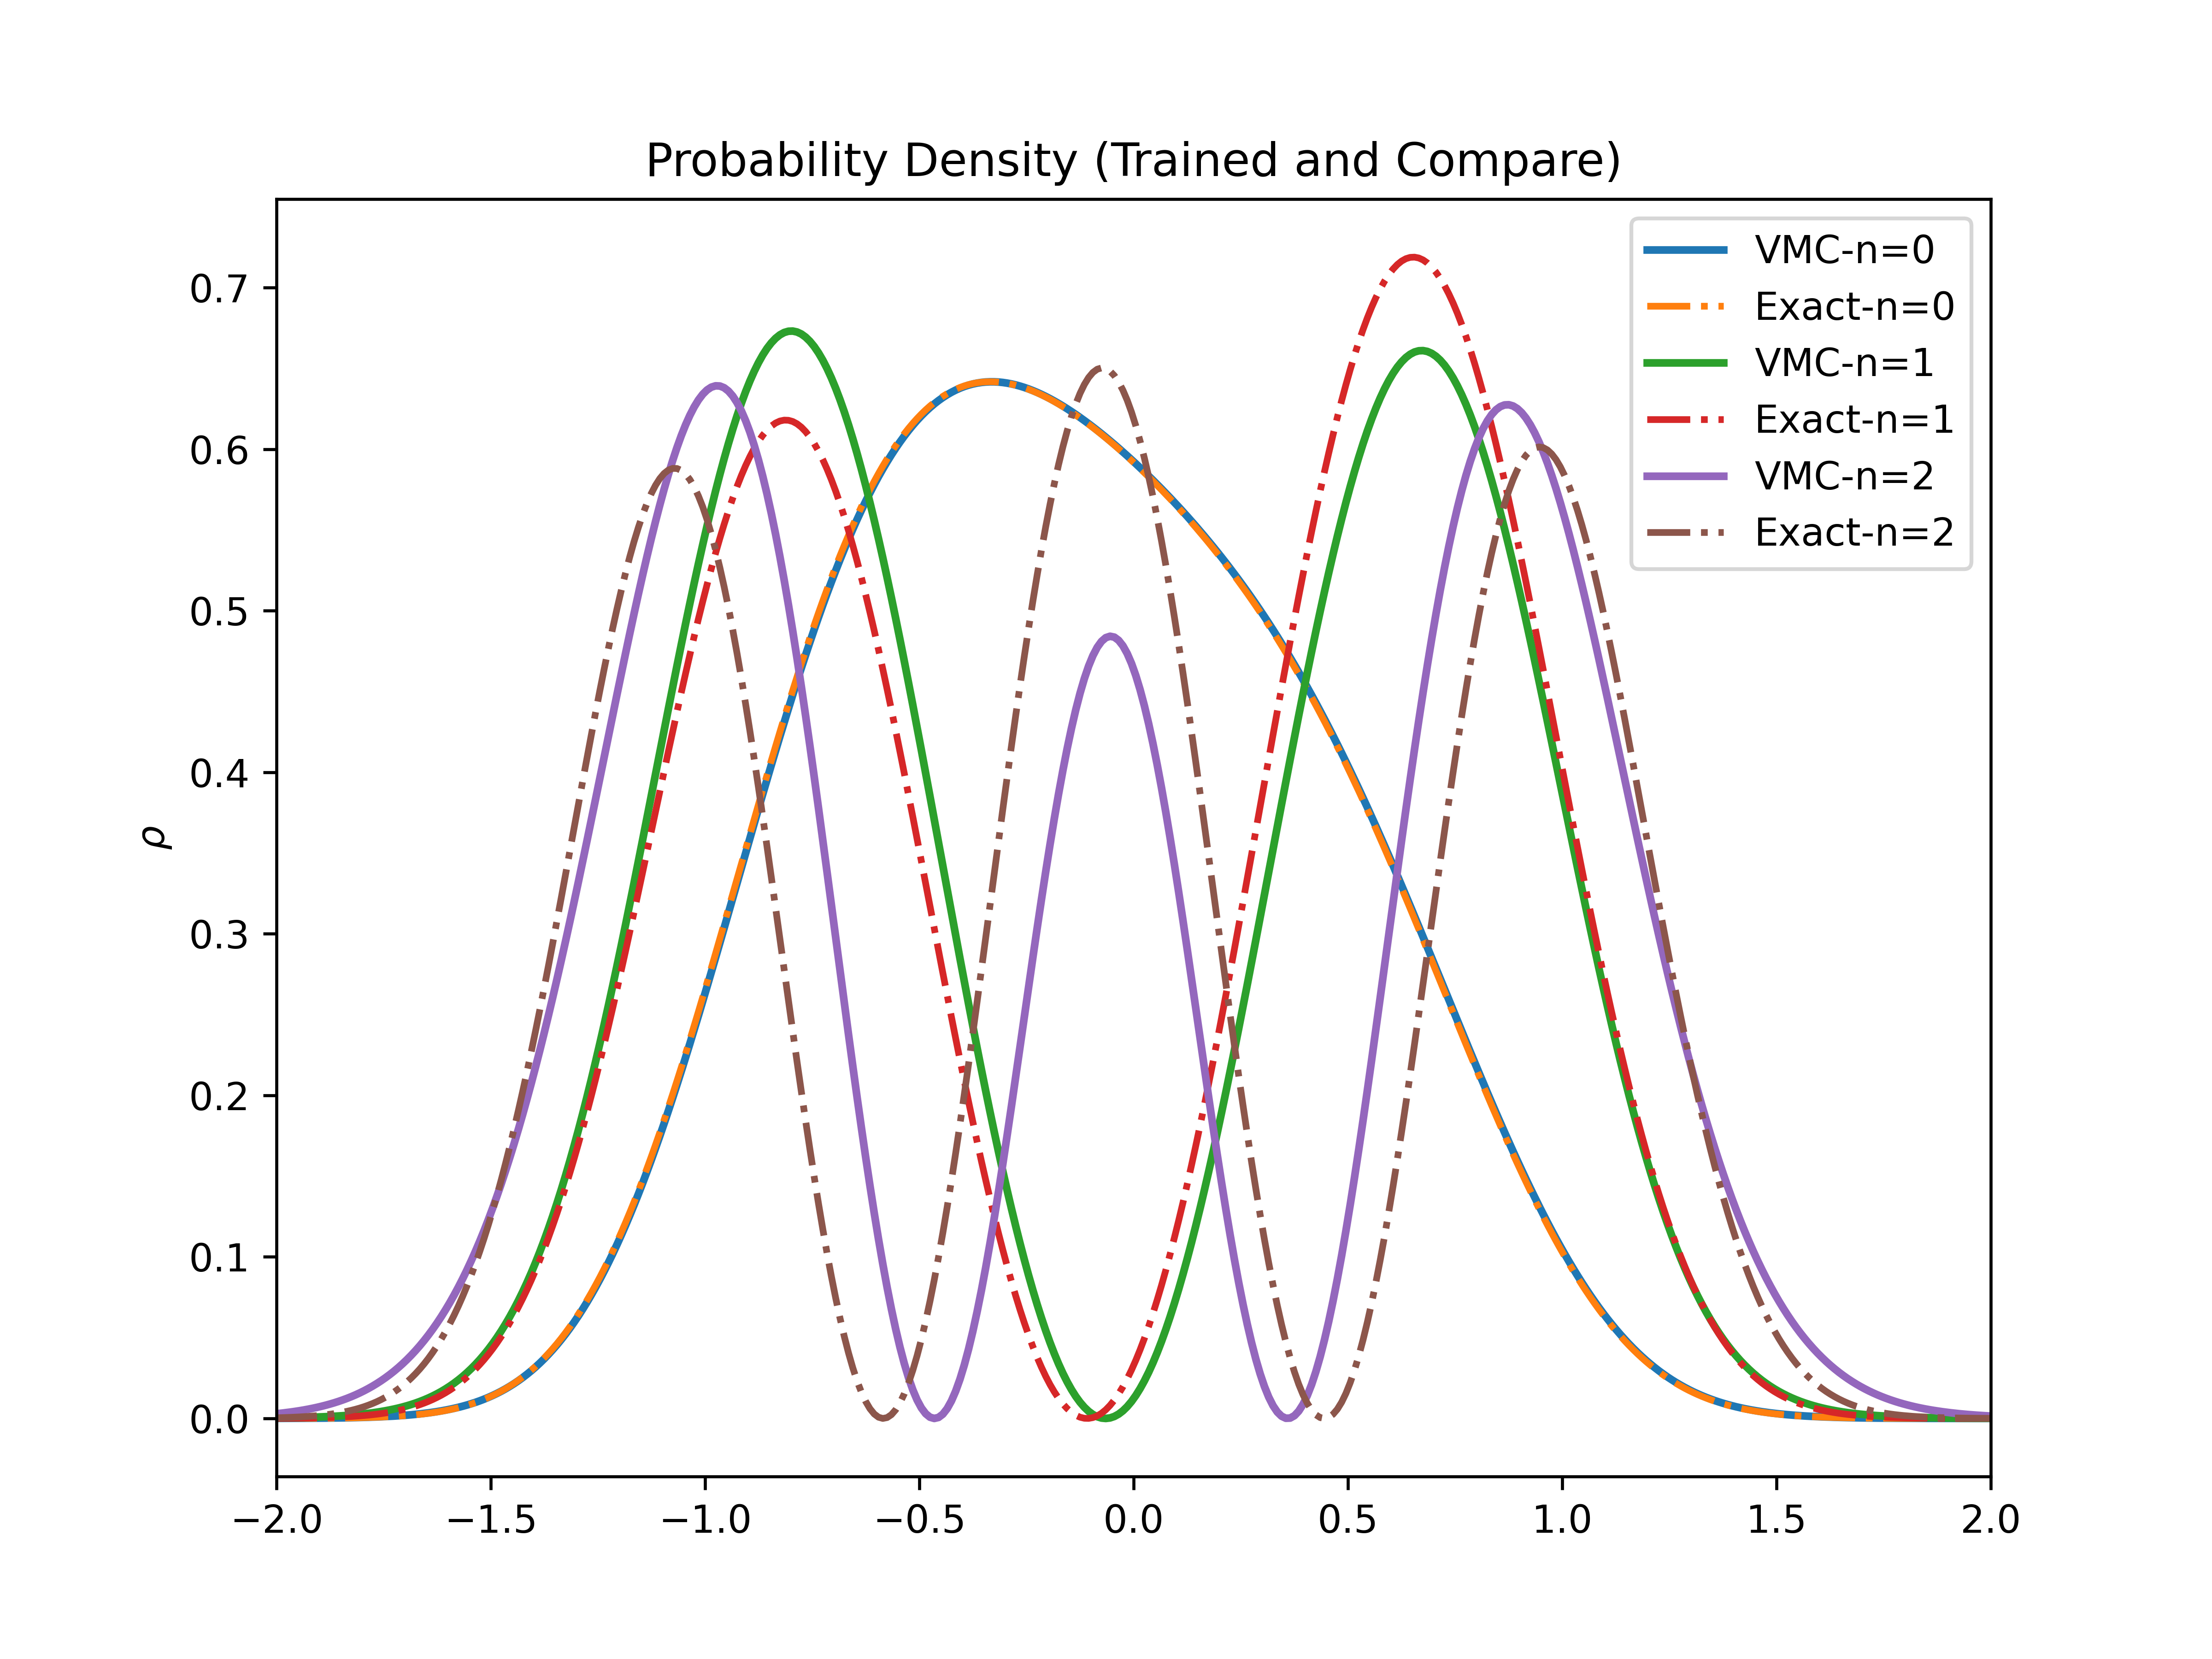 Probability Density (Trained and Compare)
VMC-n=0
Exact-n=0
VMC-n=1
Exact-n=1
VMC-n=2
Exact-n=2
0.7
0.6
0.5
0.4
0.3
0.2
0.1
0.0
ρ
−2.0 −1.5 −1.0 −0.5 0.0 0.5 1.0 1.5 2.0